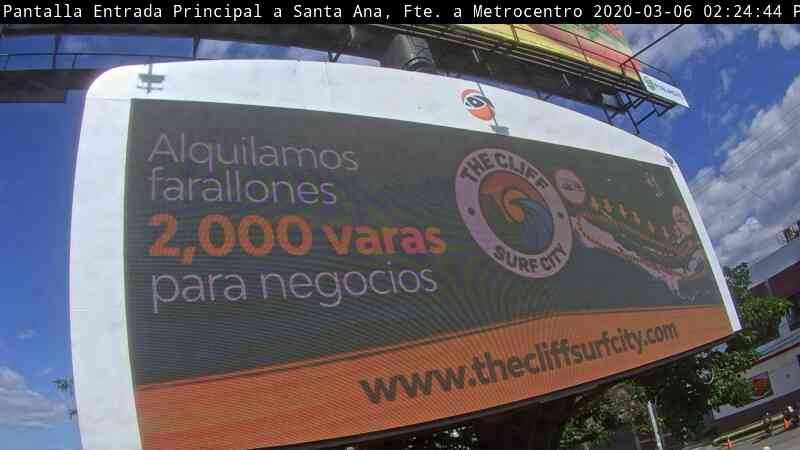 Pantalla Entrada Principal a Santa Ana, Fte. a Metrocentro 2020-03-06 02:24:44 P
Alquilamos
farallones
2,000 varas
para negocios
THE CLIFF
SURF CITY
www.thecliffsurfcity.com